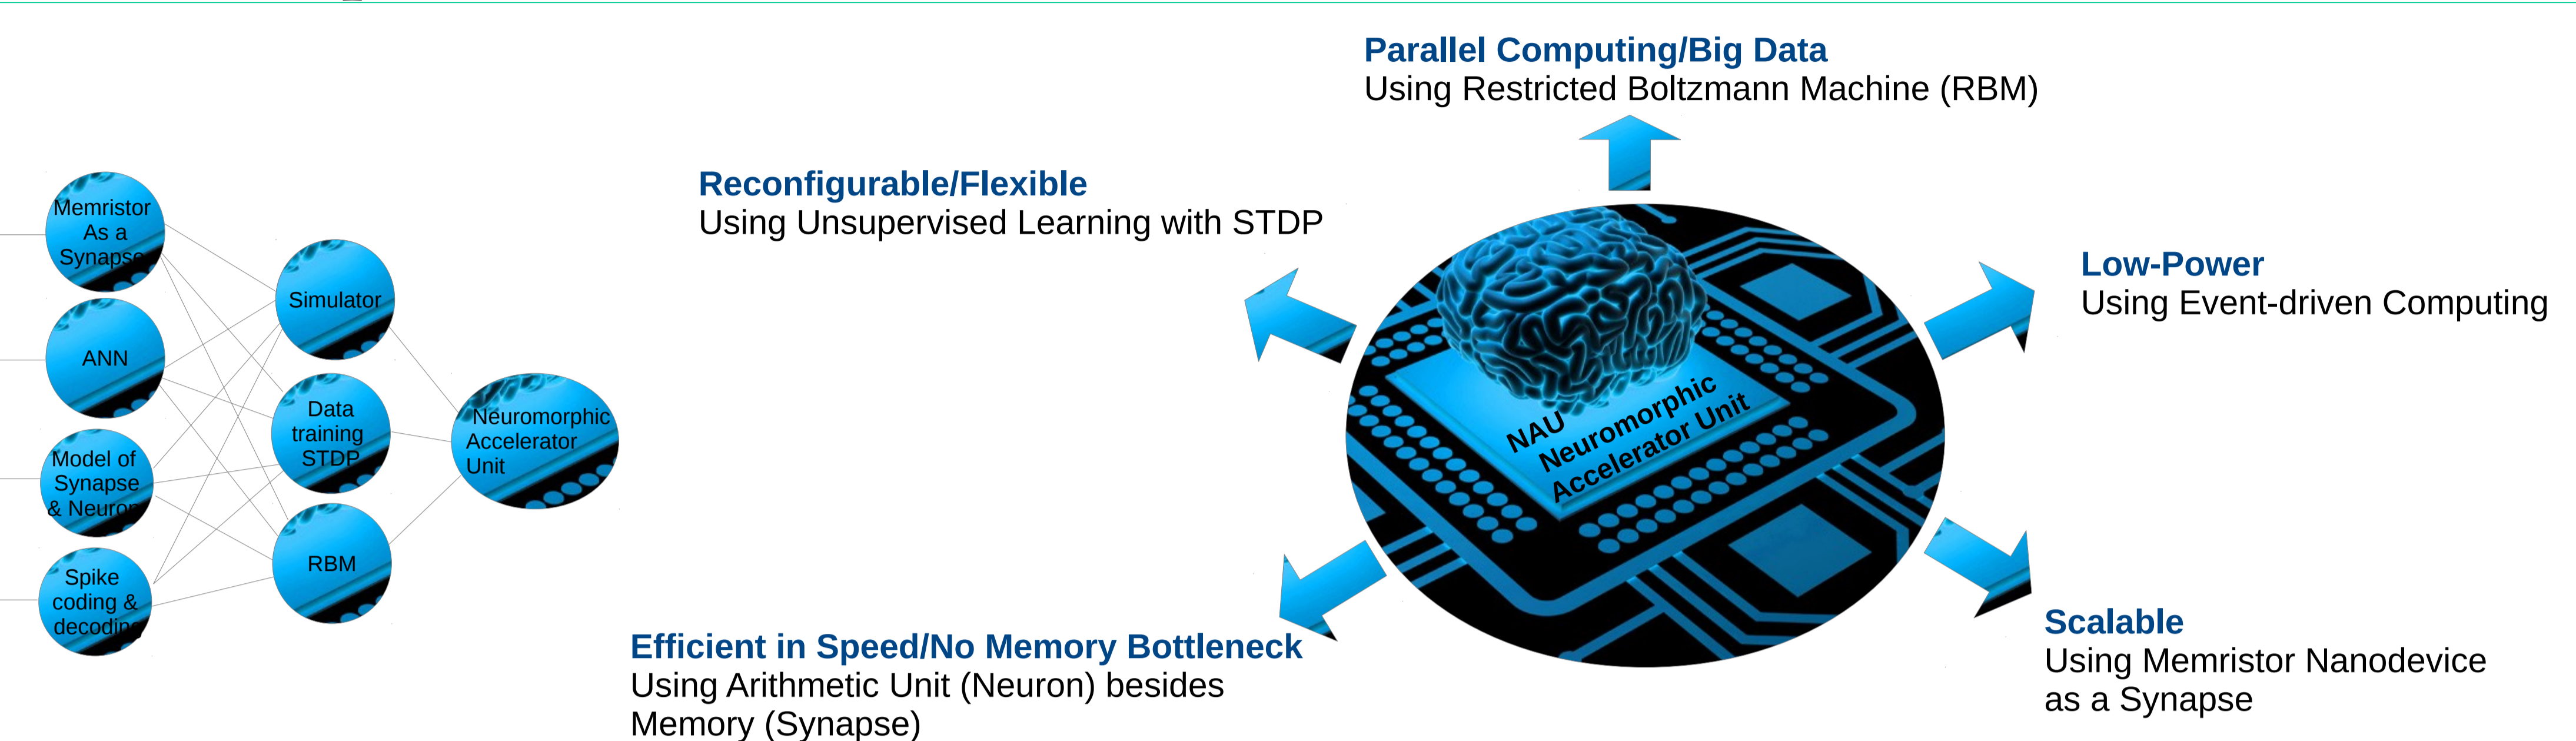 Parallel Computing/Big Data
Using Restricted Boltzmann Machine (RBM)
Reconfigurable/Flexible
Using Unsupervised Learning with STDP
Low-Power
Using Event-driven Computing
Memristor
As a
Synapse
ANN
Model of
Synapse
& Neuron
Spike
coding &
decoding
Simulator
Data
training
STDP
RBM
Neuromorphic
Accelerator
Unit
NAU
Neuromorphic
Accelerator Unit
Efficient in Speed/No Memory Bottleneck
Using Arithmetic Unit (Neuron) besides
Memory (Synapse)
Scalable
Using Memristor Nanodevice
as a Synapse